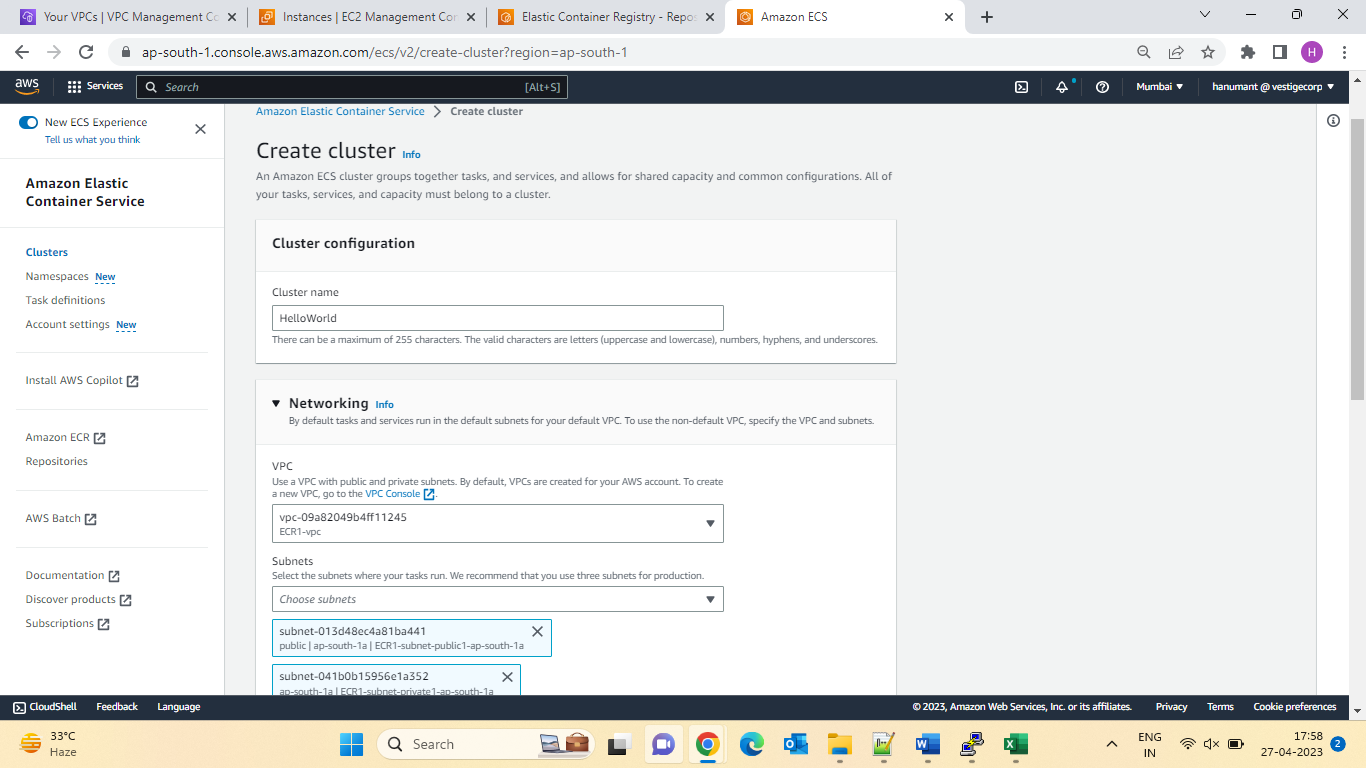 Your VPCs | VPC Management Co
Instances | EC2 Management Con
Elastic Container Registry - Repos
Amazon ECS
ap-south-1.console.aws.amazon.com/ecs/v2/create-cluster?region=ap-south-1
H
aws
Services
Search
[Alt+S]
Mumbai
hanumant @ vestigecorp
New ECS Experience
Tell us what you think
Amazon Elastic
Container Service
Clusters
Namespaces New
Task definitions
Account settings New
Install AWS Copilot
Amazon ECR
Repositories
AWS Batch
Documentation
Discover products
Subscriptions
Amazon Elastic Container Service > Create cluster
Create cluster Info
An Amazon ECS cluster groups together tasks, and services, and allows for shared capacity and common configurations. All of
your tasks, services, and capacity must belong to a cluster.
Cluster configuration
Cluster name
HelloWorld
There can be a maximum of 255 characters. The valid characters are letters (uppercase and lowercase), numbers, hyphens, and underscores.
Networking Info
By default tasks and services run in the default subnets for your default VPC. To use the non-default VPC, specify the VPC and subnets.
VPC
Use a VPC with public and private subnets. By default, VPCs are created for your AWS account. To create
a new VPC, go to the VPC Console.
vpc-09a82049b4ff11245
ECR1-vpc
Subnets
Select the subnets where your tasks run. We recommend that you use three subnets for production.
Choose subnets
subnet-013d48ec4a81ba441
public | ap-south-1a | ECR1-subnet-public1-ap-south-1a
subnet-041b0b15956e1a352
ap-south-1a | ECR1-subnet-private1-ap-south-1a
CloudShell
Feedback
Language
© 2023, Amazon Web Services, Inc. or its affiliates.
Privacy
Terms
Cookie preferences
33°C
Haze
Search
ENG
IN
17:58
27-04-2023
2